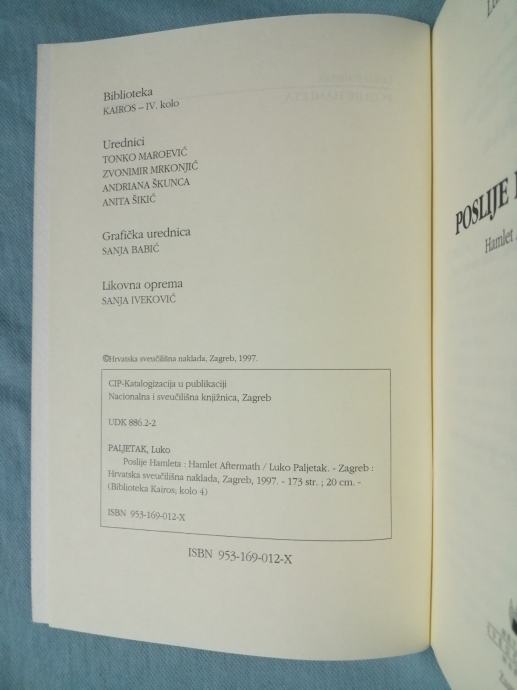 Biblioteka
KAIROS – IV. kolo
Urednici
TONKO MAROEVIĆ
ZVONIMIR MRKONJIĆ
ANDRIANA ŠKUNCA
ANITA ŠIKIĆ
Grafička urednica
SANJA BABIĆ
Likovna oprema
SANJA IVEKOVIĆ
©Hrvatska sveučilišna naklada, Zagreb, 1997.
CIP-Katalogizacija u publikaciji
Nacionalna i sveučilišna knjižnica, Zagreb
UDK 886.2-2
PALJETAK, Luko
Poslije Hamleta : Hamlet Aftermath / Luko Paljetak. - Zagreb :
Hrvatska sveučilišna naklada, Zagreb, 1997. - 173 str. ; 20 cm. -
(Biblioteka Kairos; kolo 4)
ISBN 953-169-012-X
ISBN 953-169-012-X
POSLIJE
Hamlet